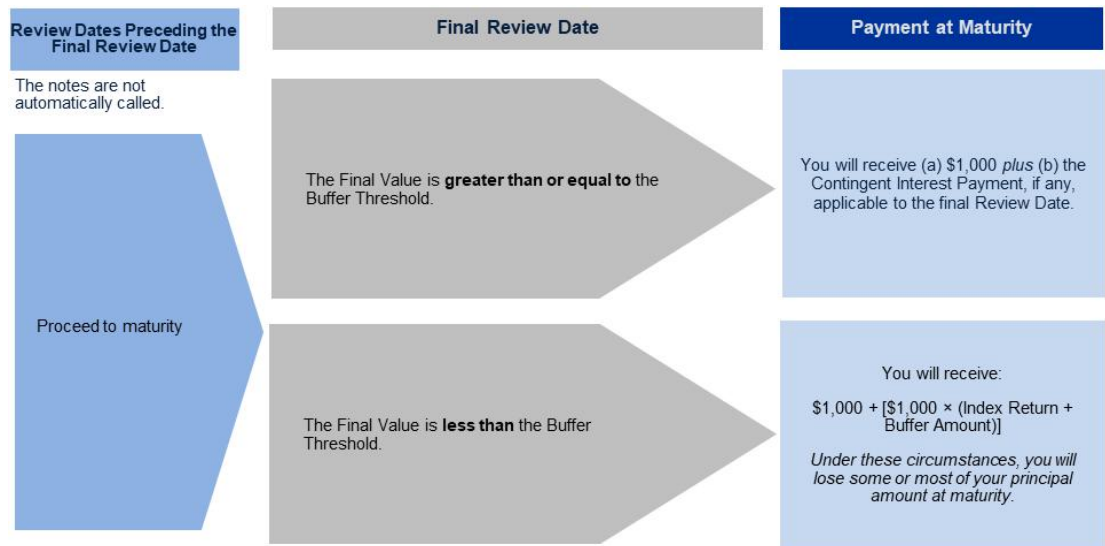 Review Dates Preceding the
Final Review Date
Final Review Date
Payment at Maturity
The notes are not
automatically called.
Proceed to maturity
The Final Value is greater than or equal to the
Buffer Threshold.
You will receive (a) $1,000 plus (b) the
Contingent Interest Payment, if any,
applicable to the final Review Date.
The Final Value is less than the Buffer
Threshold.
You will receive:
$1,000 + [$1,000 × (Index Return +
Buffer Amount)]
Under these circumstances, you will
lose some or most of your principal
amount at maturity.